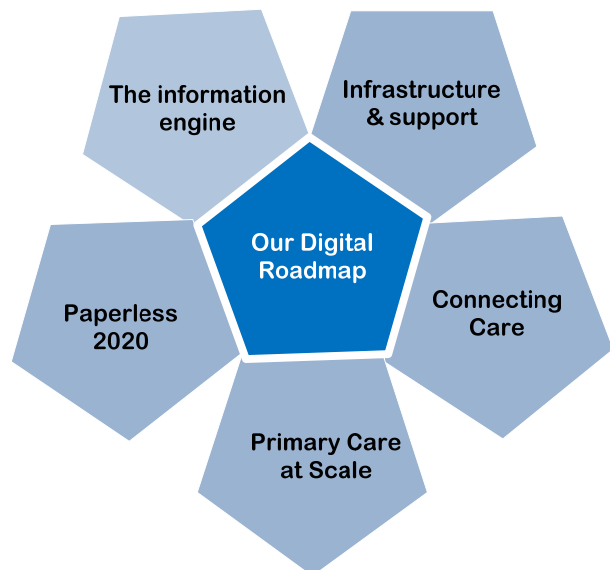 The information
engine
Infrastructure
& support
Our Digital
Roadmap
Connecting
Care
Paperless
2020
Primary Care
at Scale